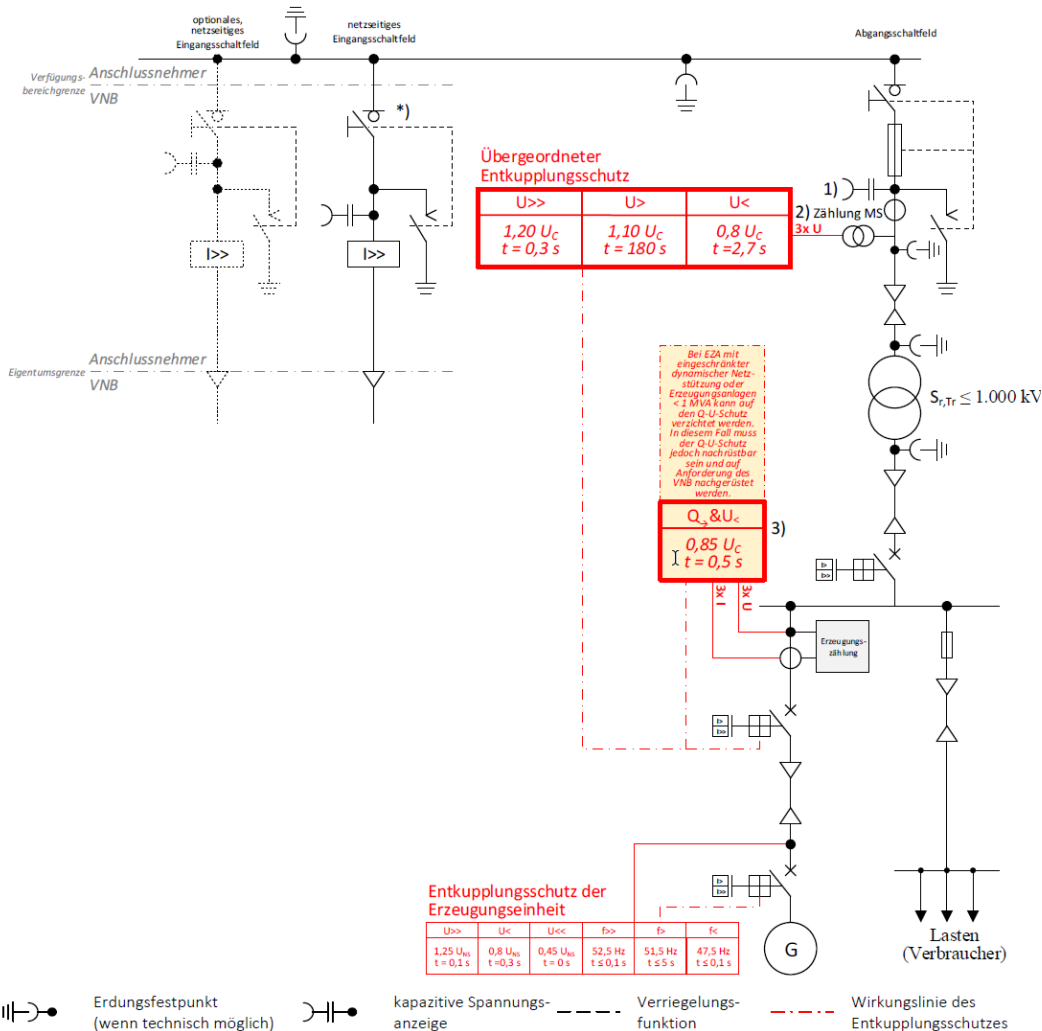 optionales,
netzseitiges
Eingangsschaltfeld
netzseitiges
Eingangsschaltfeld
Abgangsschaltfeld
Verfügungs-
bereichgrenze
Anschlussnehmer
VNB
*)
Übergeordneter
Entkupplungsschutz
U>> U> U<
1,20 UC 1,10 UC 0,8 UC
t = 0,3 s t = 180 s t =2,7 s
1)
2) Zählung MS
3x U
I>>
I>>
Anschlussnehmer
Eigentumsgrenze
VNB
Bei EZA mit
eingeschränkter
dynamischer Netz-
stützung oder
Erzeugungsanlagen
< 1 MVA kann auf
den Q-U-Schutz
verzichtet werden.
In diesem Fall muss
der Q-U-Schutz
jedoch nachrüstbar
sein und auf
Anforderung des
VNB nachgerüstet
werden.
Sr,Tr ≤ 1.000 kV
Q→&U<
3)
0,85 UC
t = 0,5 s
I>
I>>
3x I
3x U
Erzeugungs-
zählung
I>
I>>
Entkupplungsschutz der
Erzeugungseinheit
I>
I>>
U>> U< U<< f>> f> f<
1,25 UNS 0,8 UNS 0,45 UNS 52,5 Hz 51,5 Hz 47,5 Hz
t = 0,1 s t =0,3 s t = 0 s t ≤ 0,1 s t ≤ 5 s t ≤ 0,1 s
G
Lasten
(Verbraucher)
Erdungsfestpunkt
(wenn technisch möglich)
kapazitive Spannungs-
anzeige
Verriegelungs-
funktion
Wirkungslinie des
Entkupplungsschutzes